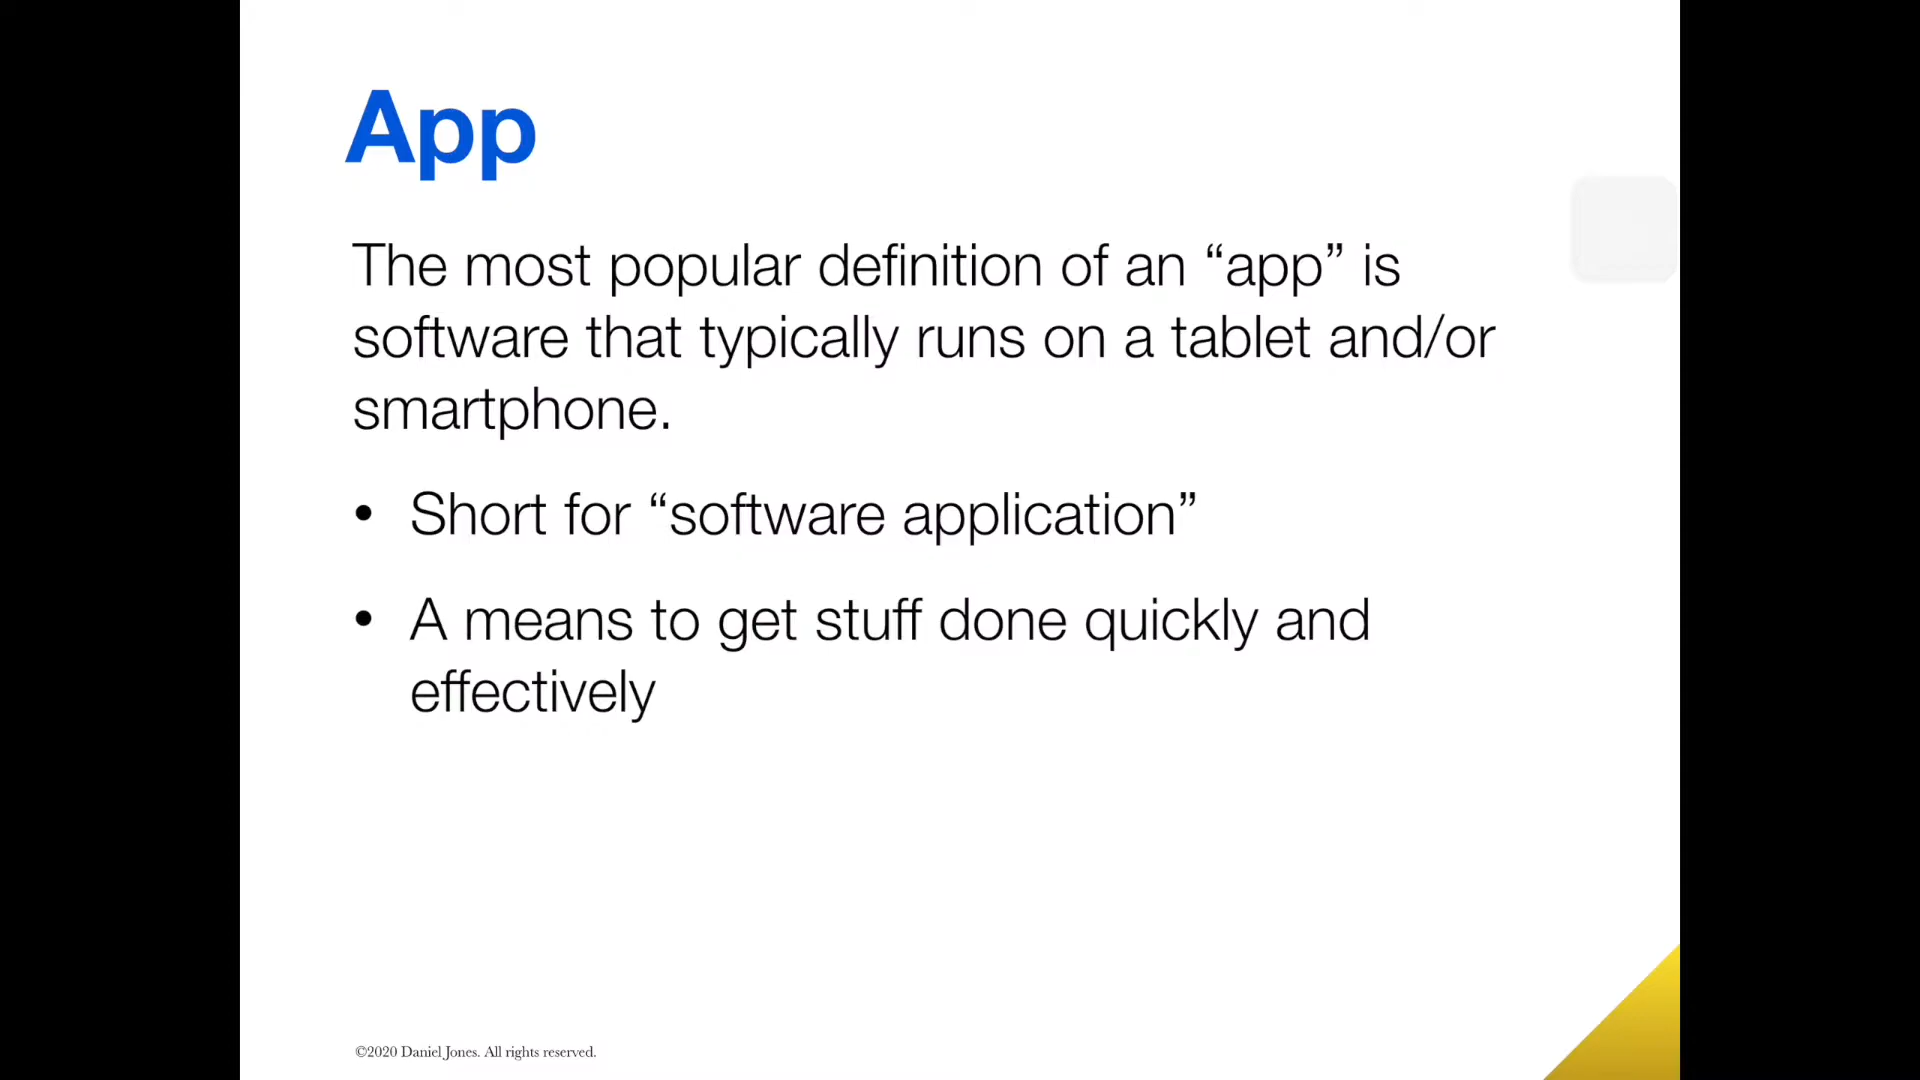 App
The most popular definition of an “app” is
software that typically runs on a tablet and/or
smartphone.
• Short for “software application”
• A means to get stuff done quickly and
effectively
©2020 Daniel Jones. All rights reserved.